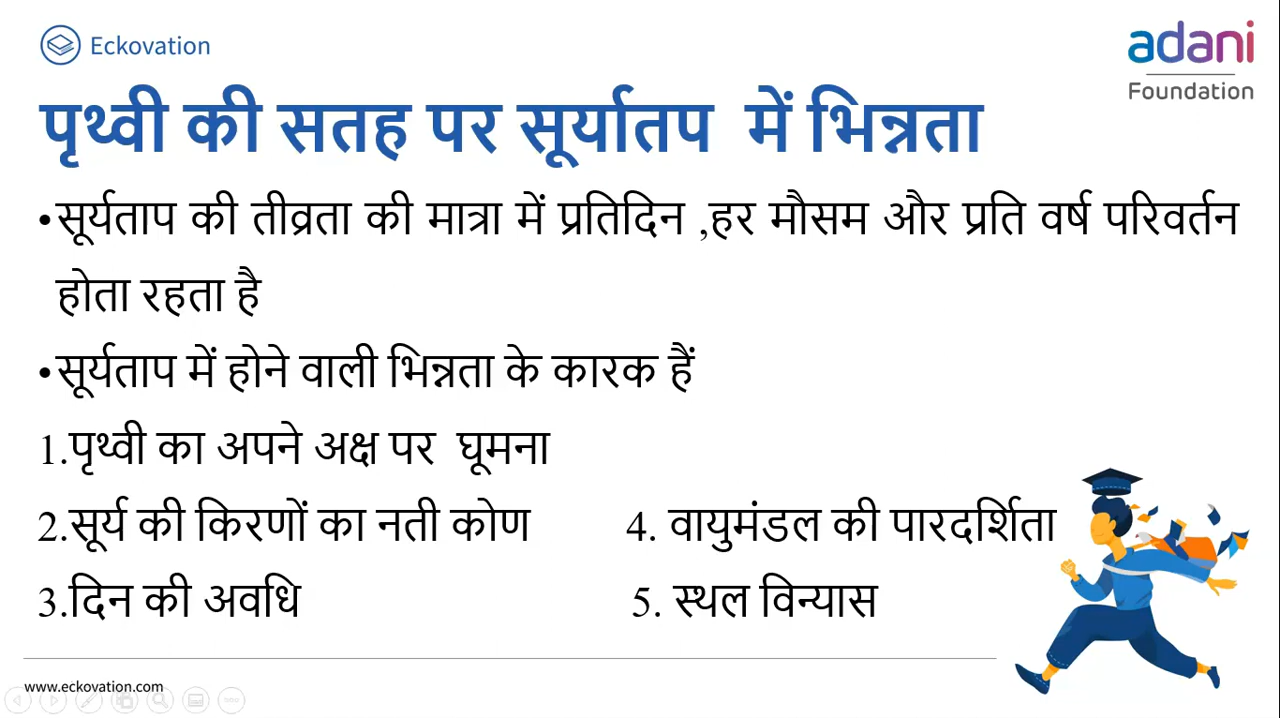 Eckovation
adani
Foundation
पृथ्वी की सतह पर सूर्यातप में भिन्नता
•सूर्यताप की तीव्रता की मात्रा में प्रतिदिन ,हर मौसम और प्रति वर्ष परिवर्तन
होता रहता है
•सूर्यताप में होने वाली भिन्नता के कारक हैं
1.पृथ्वी का अपने अक्ष पर घूमना
2.सूर्य की किरणों का नती कोण 4. वायुमंडल की पारदर्शिता
3.दिन की अवधि 5. स्थल विन्यास
www.eckovation.com